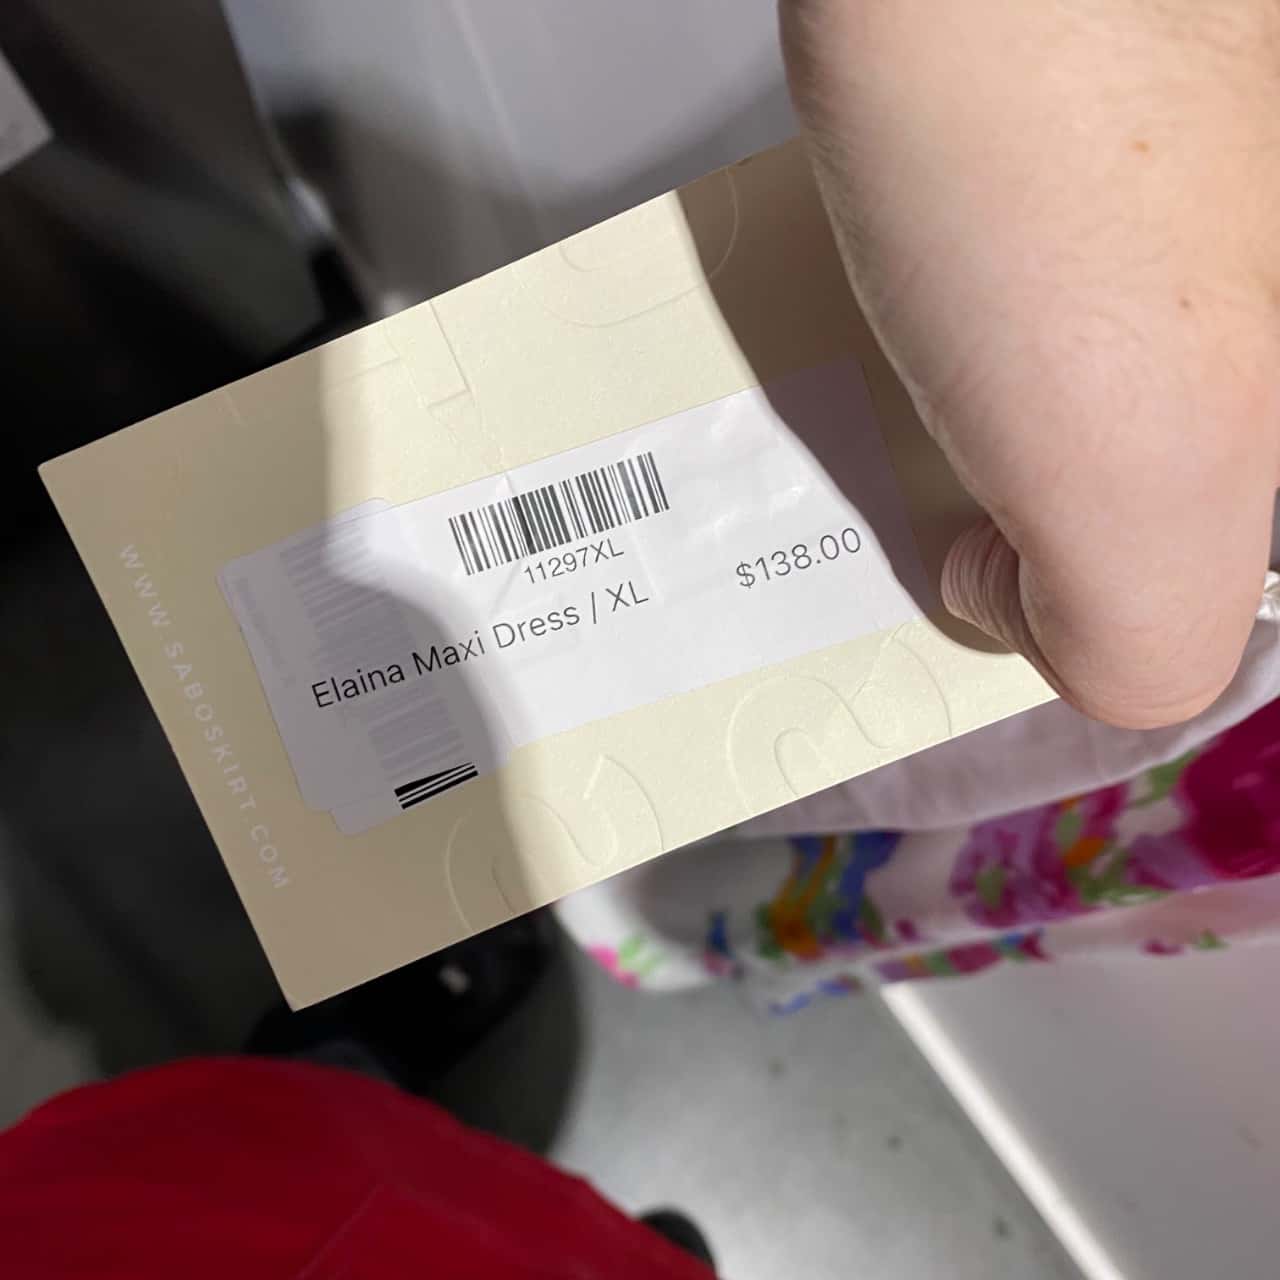 11297XL
$138.00
Elaina Maxi Dress / XL
WWW.SABOSKIRT.COM